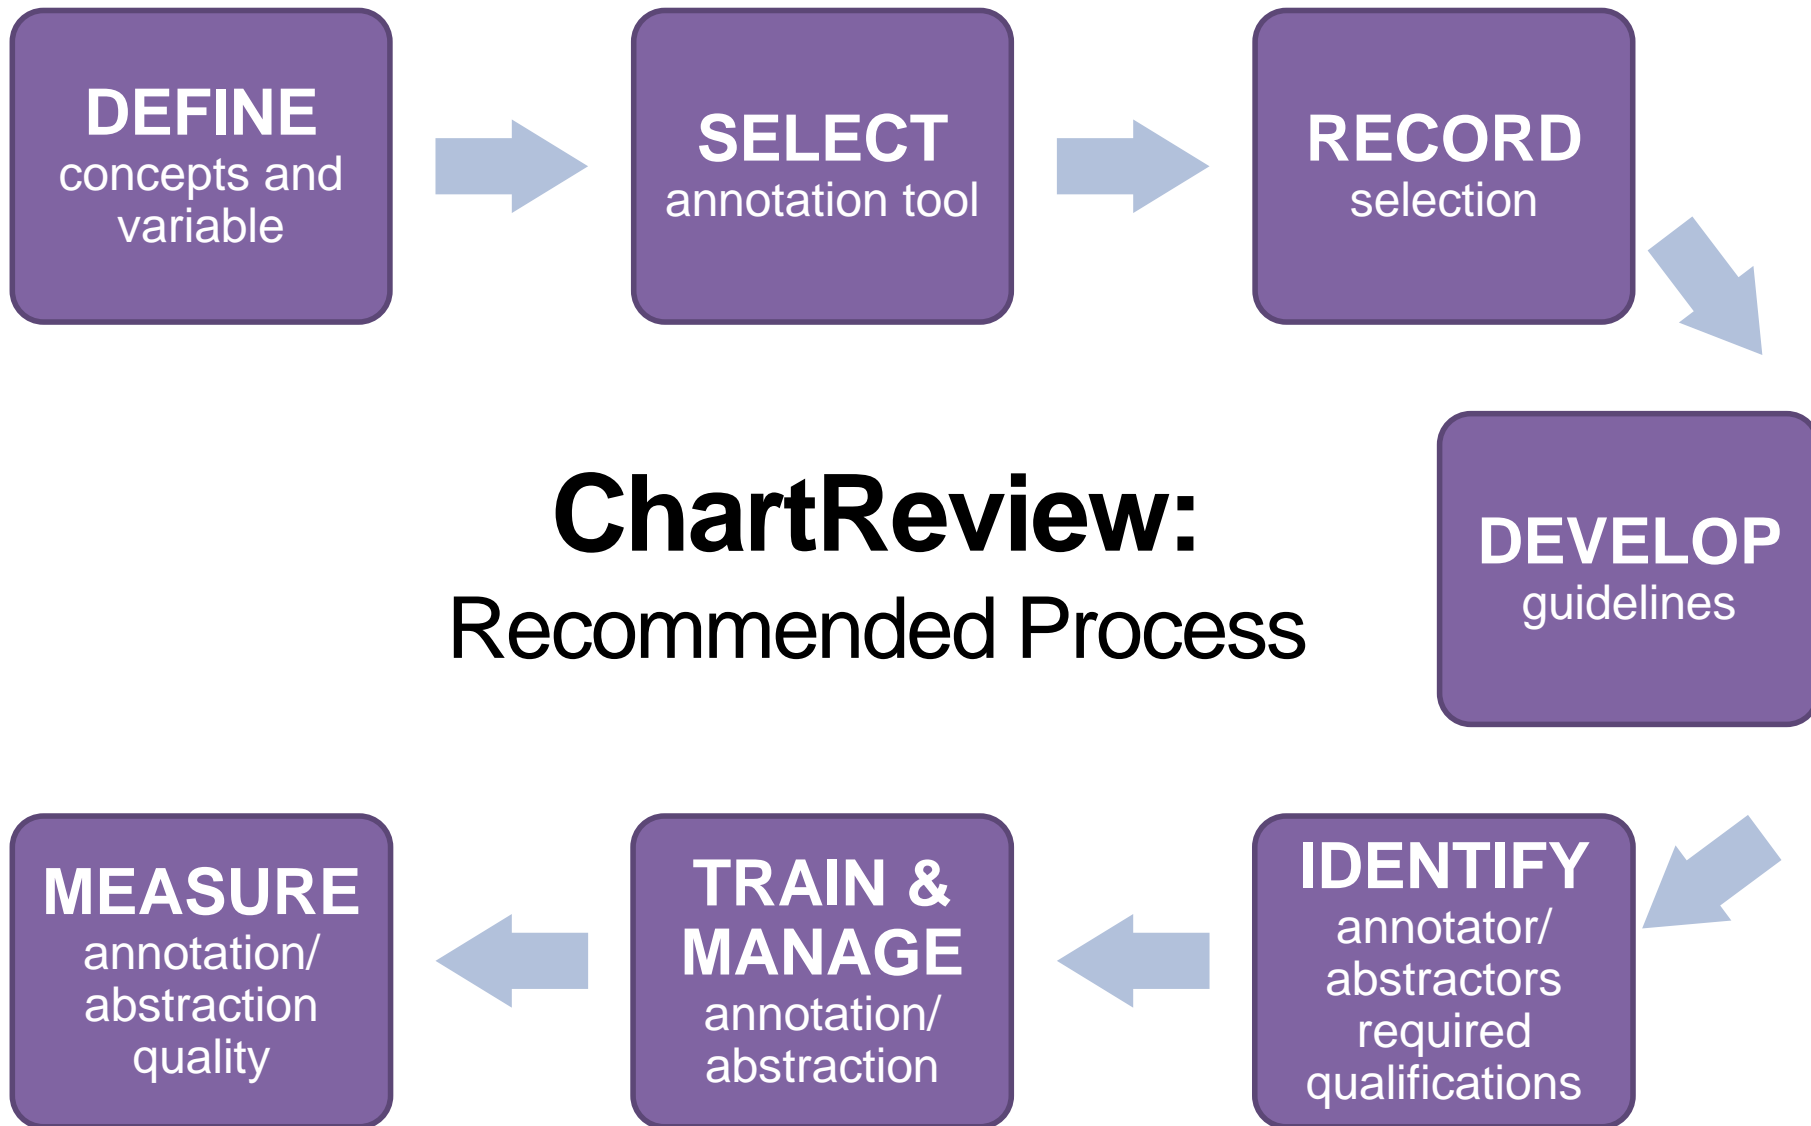 DEFINE
concepts and
variable
SELECT
annotation tool
RECORD
selection
ChartReview:
Recommended Process
DEVELOP
guidelines
IDENTIFY
annotator/
abstractors
required
qualifications
TRAIN &
MANAGE
annotation/
abstraction
MEASURE
annotation/
abstraction
quality